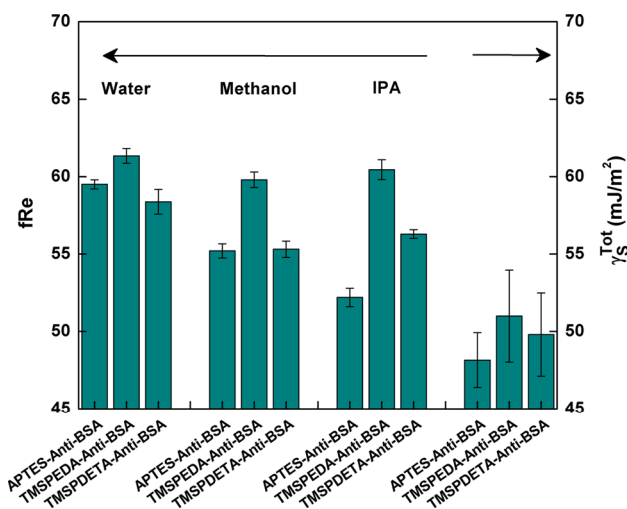 70
65
60
55
50
45
fRe
Water
Methanol
IPA
70
65
60
55
50
45
γS Tot (mJ/m²)
APTES-Anti-BSA
TMSPEDA-Anti-BSA
TMSPDETA-Anti-BSA
APTES-Anti-BSA
TMSPEDA-Anti-BSA
TMSPDETA-Anti-BSA
APTES-Anti-BSA
TMSPEDA-Anti-BSA
TMSPDETA-Anti-BSA
APTES-Anti-BSA
TMSPEDA-Anti-BSA
TMSPDETA-Anti-BSA